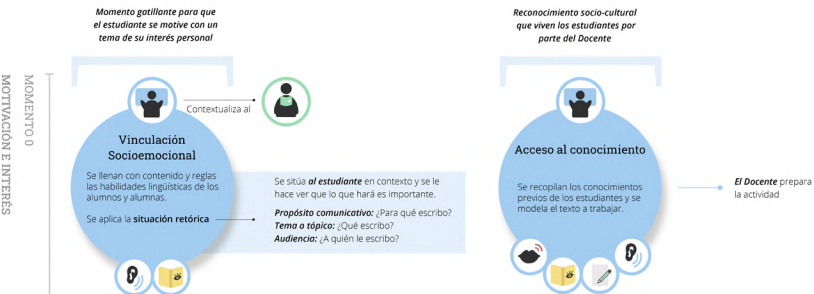 Momento gatillante para que
el estudiante se motive con un
tema de su interés personal
Reconocimiento socio-cultural
que viven los estudiantes por
parte del Docente
MOMENTO 0
MOTIVACIÓN E INTERÉS
Contextualiza al
Vinculación
Socioemocional
Se llenan con contenido y reglas
las habilidades lingüísticas de los
alumnos y alumnas.
Se aplica la situación retórica
Se sitúa al estudiante en contexto y se le
hace ver que lo que hará es importante.
Propósito comunicativo: ¿Para qué escribo?
Tema o tópico: ¿Qué escribo?
Audiencia: ¿A quién le escribo?
Acceso al conocimiento
Se recopilan los conocimientos
previos de los estudiantes y se
modela el texto a trabajar.
El Docente prepara
la actividad